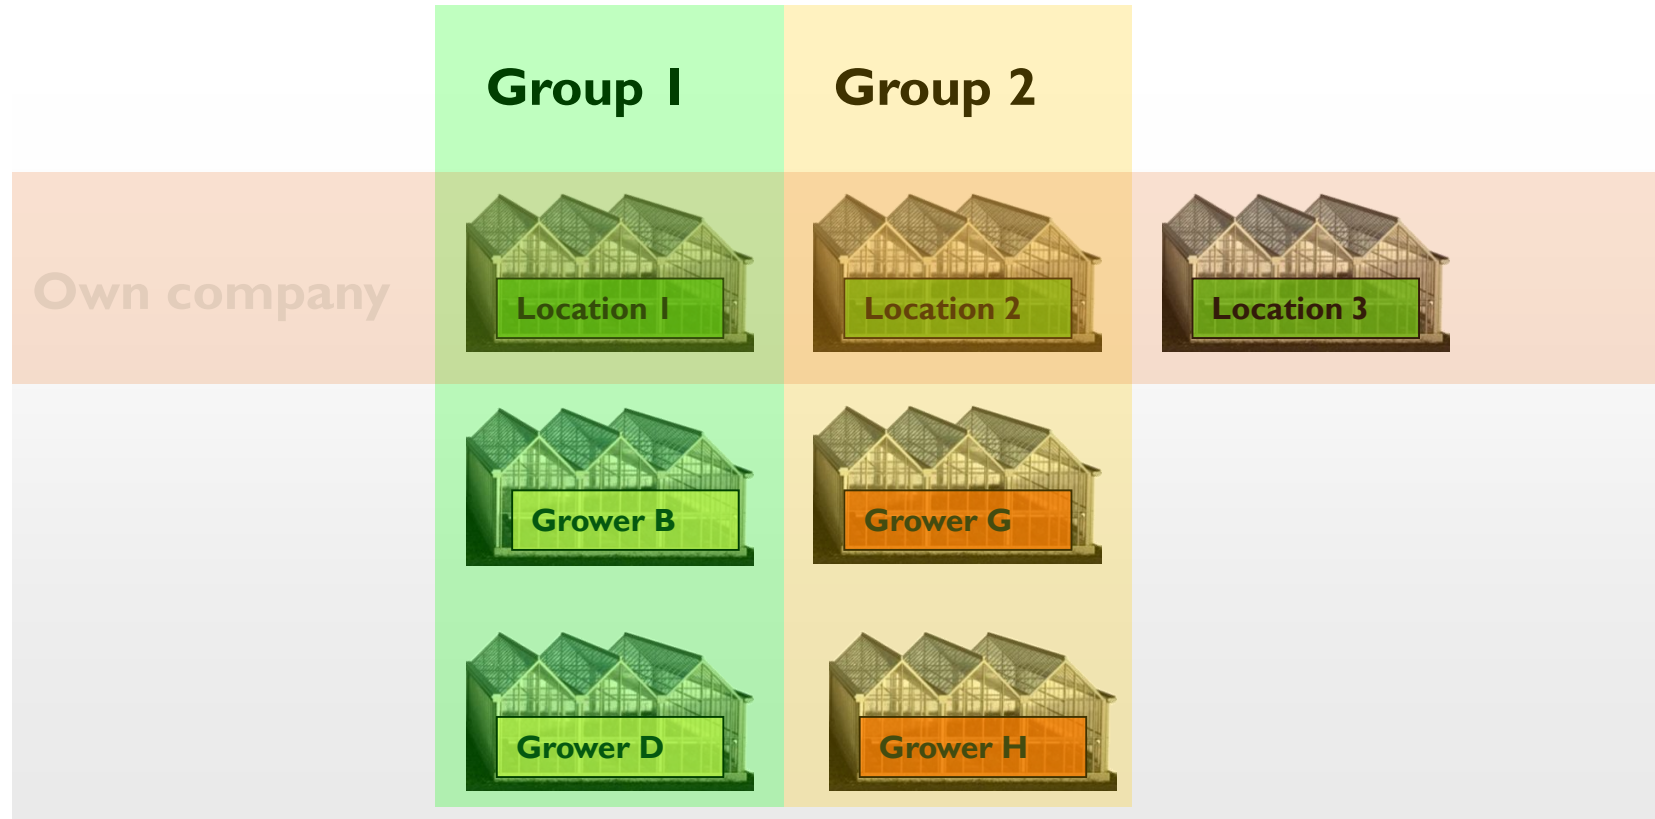 Group 1
Group 2
Own company
Location 1
Location 2
Location 3
Grower B
Grower G
Grower D
Grower H